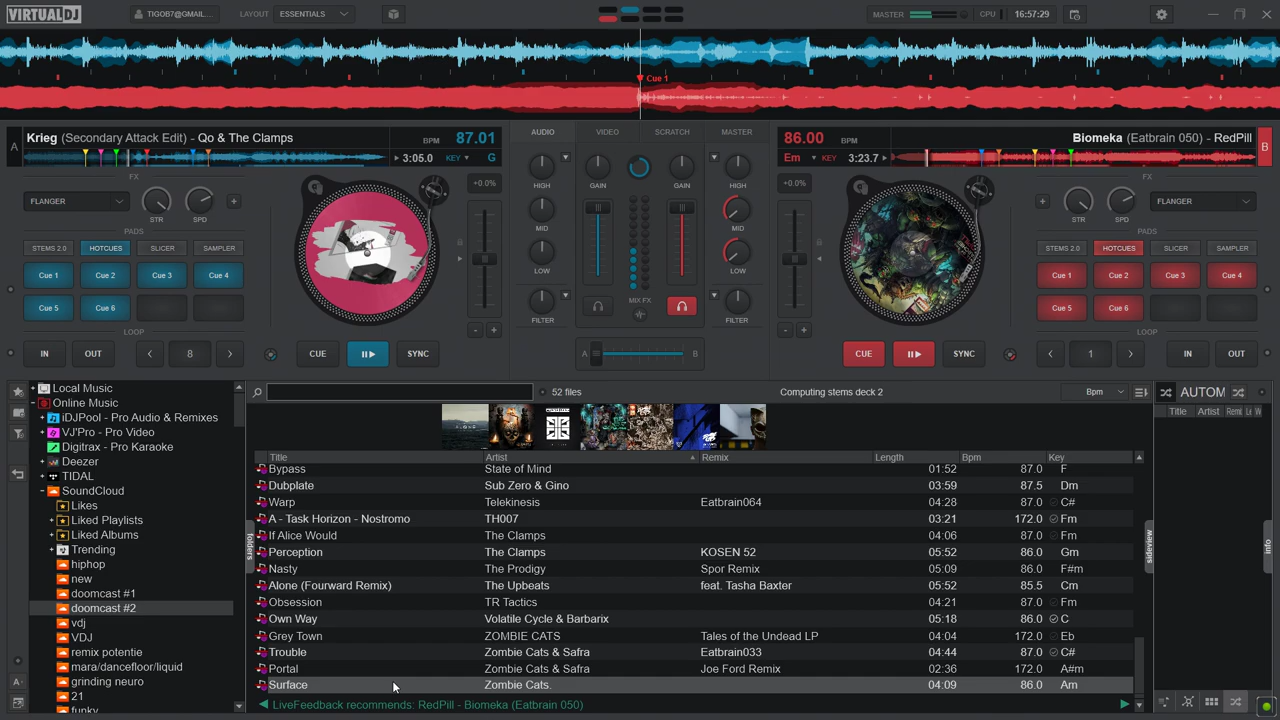 VIRTUALDJ
TIGOB7@GMAIL...
LAYOUT ESSENTIALS
MASTER
CPU
16:57:29
Cue 1
A
Krieg (Secondary Attack Edit) - Qo & The Clamps
BPM 87.01
3:05.0 KEY G
AUDIO VIDEO SCRATCH MASTER
86.00 BPM
Em KEY 3:23.7
Biomeka (Eatbrain 050) - RedPill
B
FX
FLANGER
STR SPD
+0.0%
HIGH GAIN GAIN HIGH
MID MID
LOW LOW
MIX FX
FILTER FILTER
+0.0%
FX
STR SPD
FLANGER
PADS
STEMS 2.0 HOTCUES SLICER SAMPLER
Cue 1 Cue 2 Cue 3 Cue 4
Cue 5 Cue 6
PADS
STEMS 2.0 HOTCUES SLICER SAMPLER
Cue 1 Cue 2 Cue 3 Cue 4
Cue 5 Cue 6
LOOP
IN OUT < 8 >
CUE SYNC
- +
A B
- +
CUE SYNC
LOOP
< 1 > IN OUT
Local Music
Online Music
iDJPool - Pro Audio & Remixes
VJ'Pro - Pro Video
Digitrax - Pro Karaoke
Deezer
TIDAL
SoundCloud
Likes
Liked Playlists
Liked Albums
Trending
hiphop
new
doomcast #1
doomcast #2
vdj
VDJ
remix potentie
mara/dancefloor/liquid
grinding neuro
21
funky
folders
52 files
Computing stems deck 2
Bpm
Title Artist Remix Length Bpm Key
Bypass State of Mind 01:52 87.0 F
Dubplate Sub Zero & Gino 03:59 87.5 Dm
Warp Telekinesis Eatbrain064 04:28 87.0 C#
A - Task Horizon - Nostromo TH007 03:21 172.0 Fm
If Alice Would The Clamps 04:06 87.0 Fm
Perception The Clamps KOSEN 52 05:52 86.0 Gm
Nasty The Prodigy Spor Remix 05:09 86.0 F#m
Alone (Fourward Remix) The Upbeats feat. Tasha Baxter 05:52 85.5 Cm
Obsession TR Tactics 04:21 87.0 Fm
Own Way Volatile Cycle & Barbarix 05:18 86.0 C
Grey Town ZOMBIE CATS Tales of the Undead LP 04:04 172.0 Eb
Trouble Zombie Cats & Safra Eatbrain033 04:44 87.0 C#
Portal Zombie Cats & Safra Joe Ford Remix 02:36 172.0 A#m
Surface Zombie Cats. 04:09 86.0 Am
LiveFeedback recommends: RedPill - Biomeka (Eatbrain 050)
sideview
AUTOM
Title Artist Remi Le W
info
A